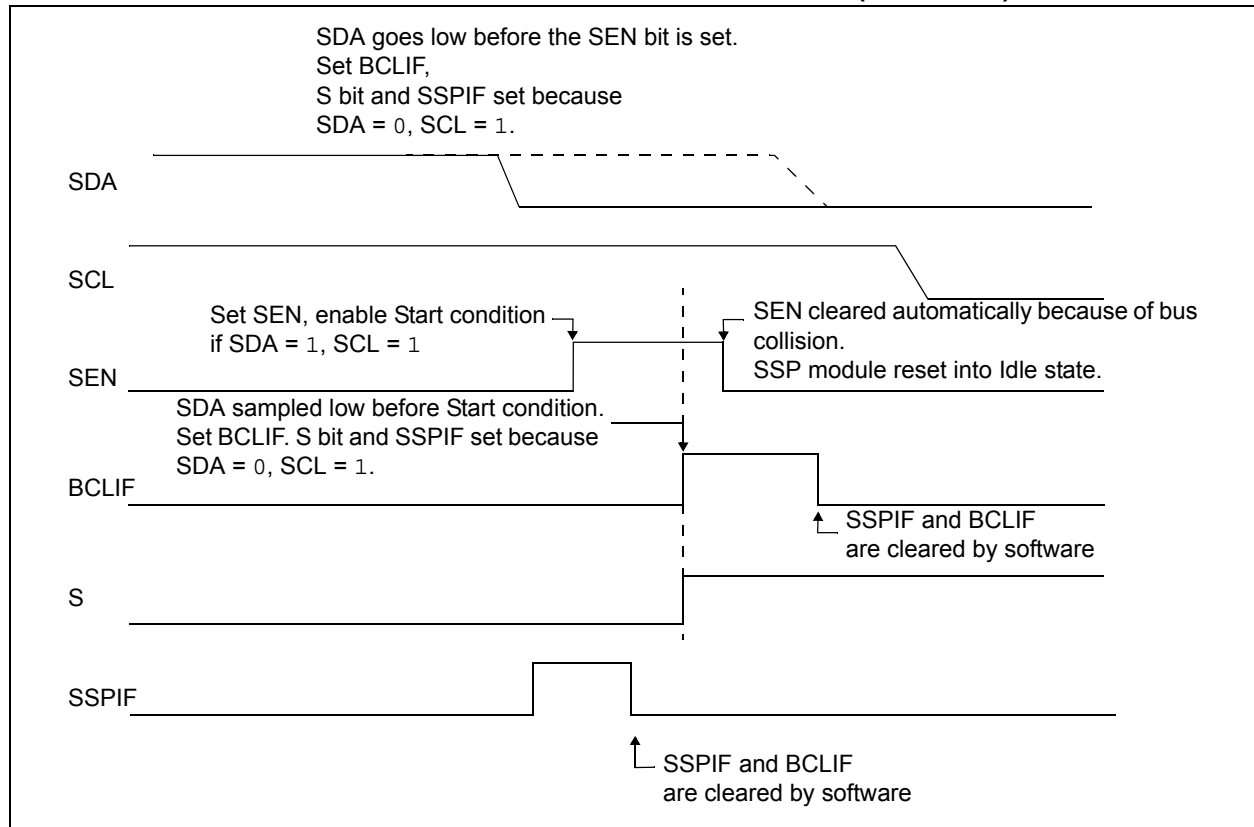 SDA goes low before the SEN bit is set.
Set BCLIF,
S bit and SSPIF set because
SDA = 0, SCL = 1.
SDA
SCL
Set SEN, enable Start condition
if SDA = 1, SCL = 1
SEN cleared automatically because of bus
collision.
SSP module reset into Idle state.
SEN
SDA sampled low before Start condition.
Set BCLIF. S bit and SSPIF set because
SDA = 0, SCL = 1.
BCLIF
SSPIF and BCLIF
are cleared by software
S
SSPIF
SSPIF and BCLIF
are cleared by software